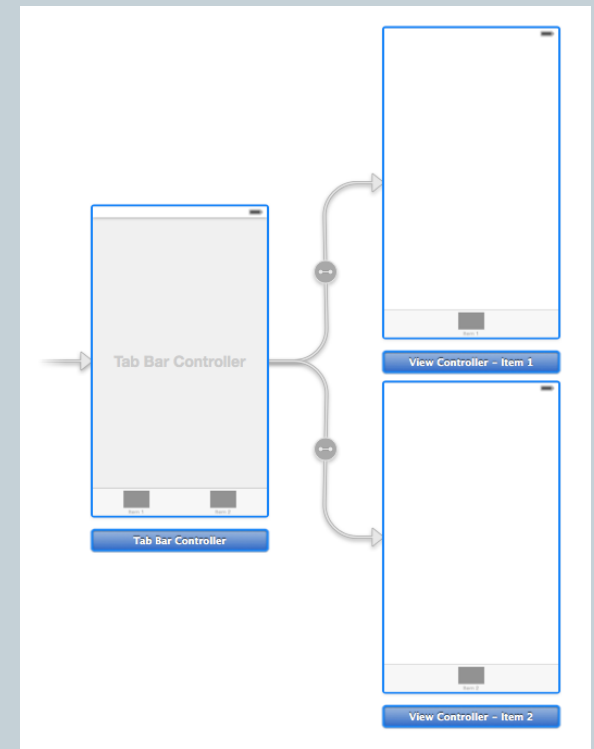 Item 1
View Controller – Item 1
Tab Bar Controller
Item 1 Item 2
Tab Bar Controller
Item 2
View Controller – Item 2